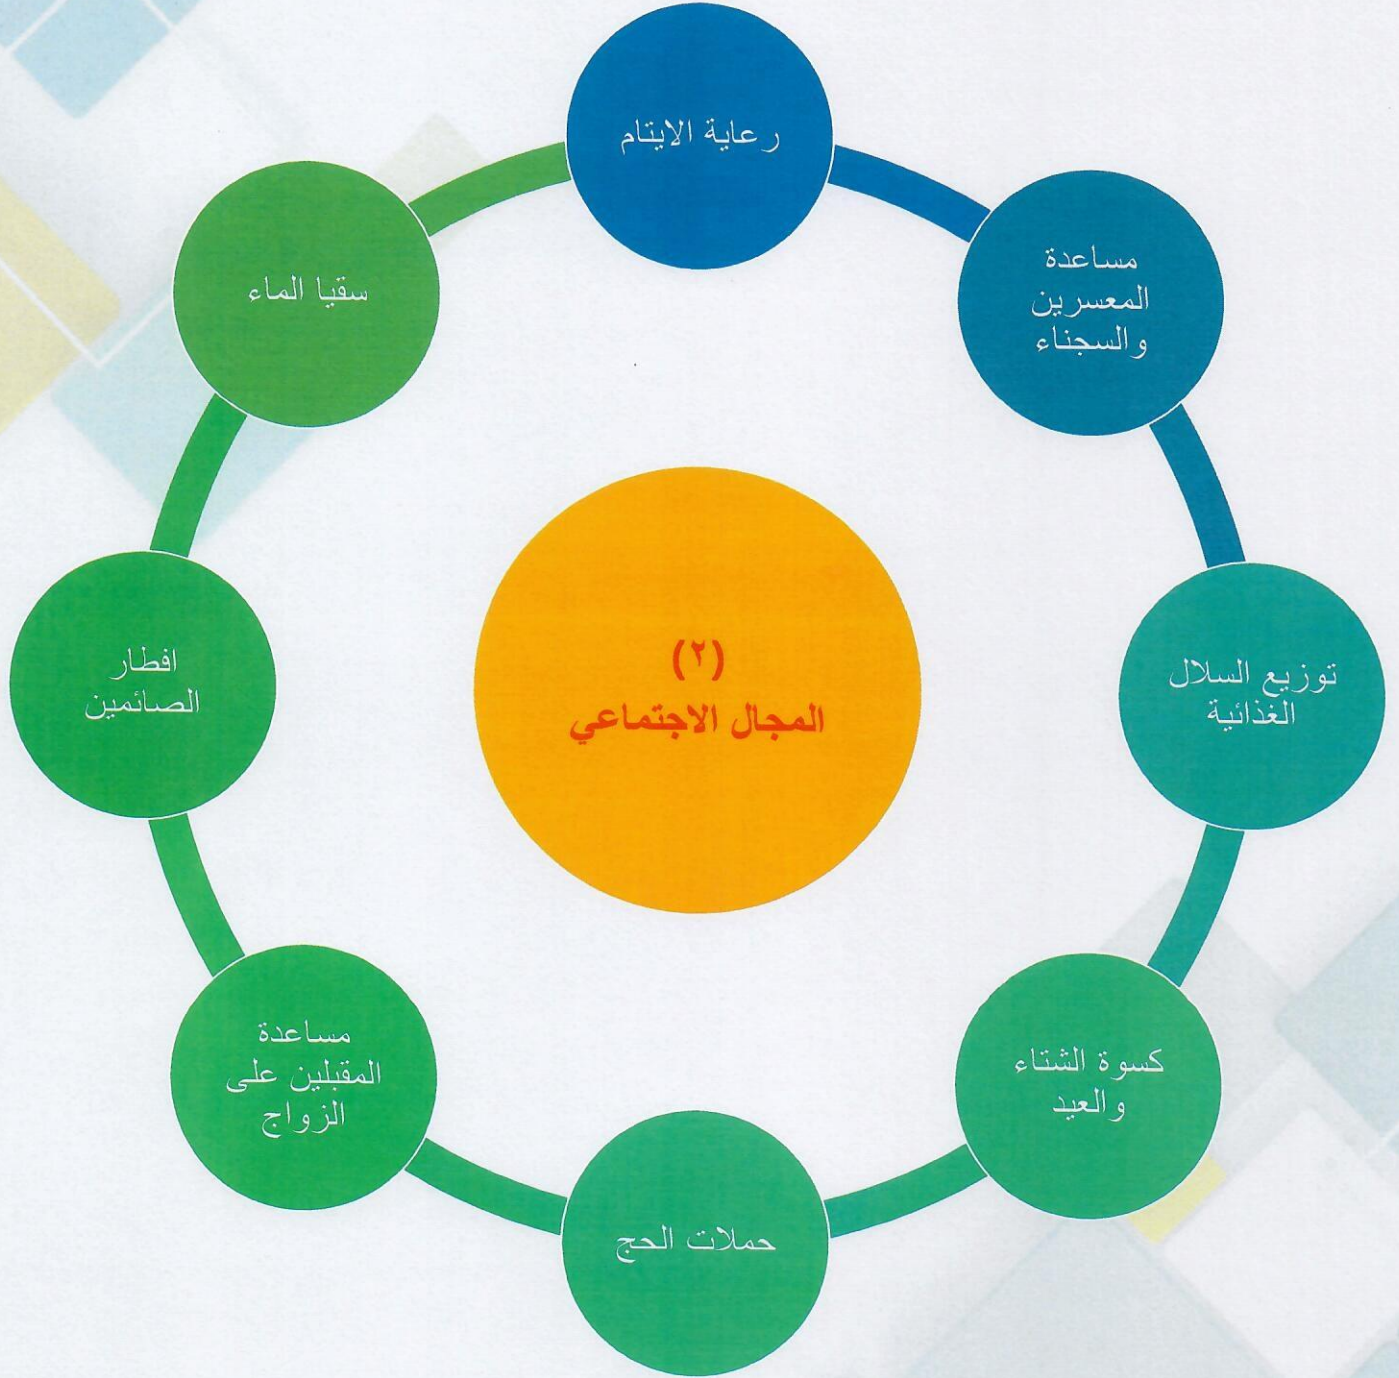 رعاية الايتام
مساعدة
المعسرين
والسجناء
توزيع السلال
الغذائية
كسوة الشتاء
والعيد
حملات الحج
مساعدة
المقبلين على
الزواج
افطار
الصائمين
سقيا الماء
(٢)
المجال الاجتماعي